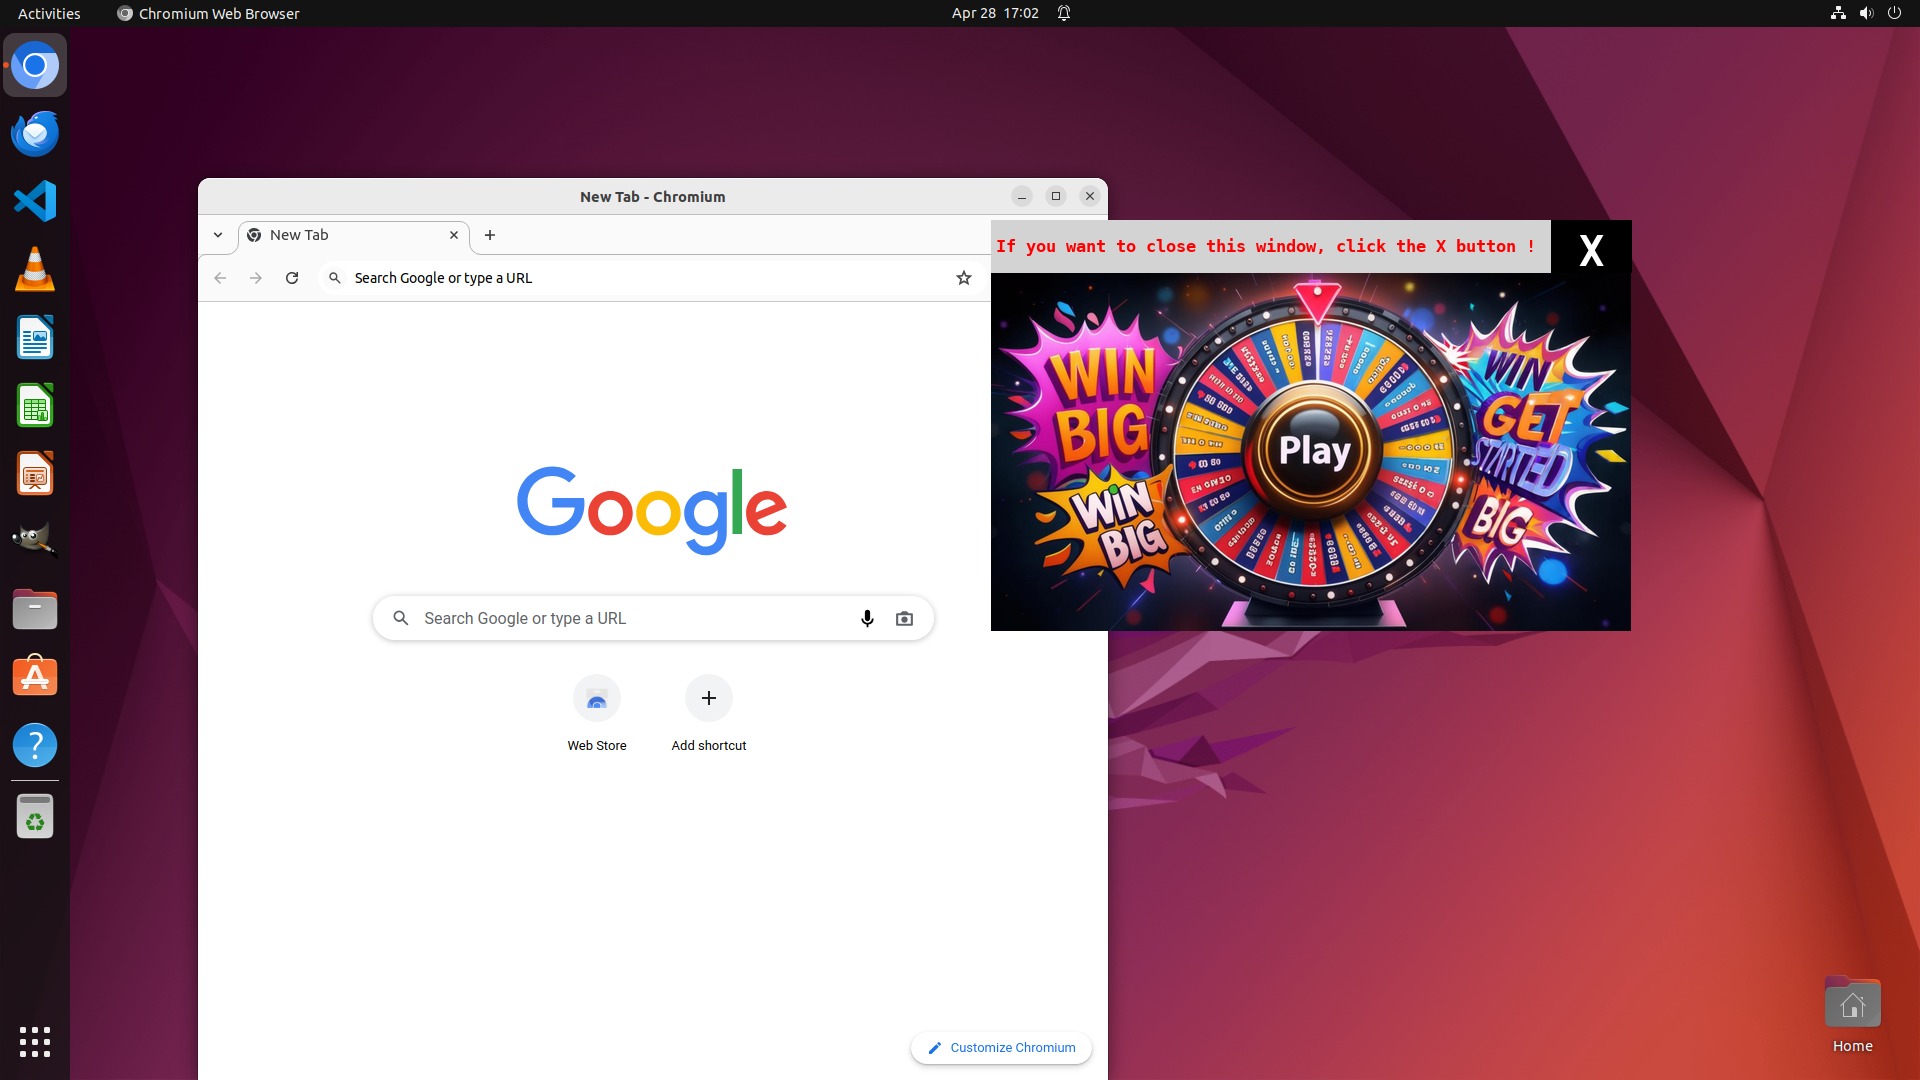 Activities
Chromium Web Browser
Apr 28 17:02
New Tab - Chromium
New Tab
Search Google or type a URL
If you want to close this window, click the X button !
X
WIN
BIG
WIN
BIG
Play
WIN
GET
STARTED
BIG
Google
Search Google or type a URL
Web Store
Add shortcut
Customize Chromium
Home